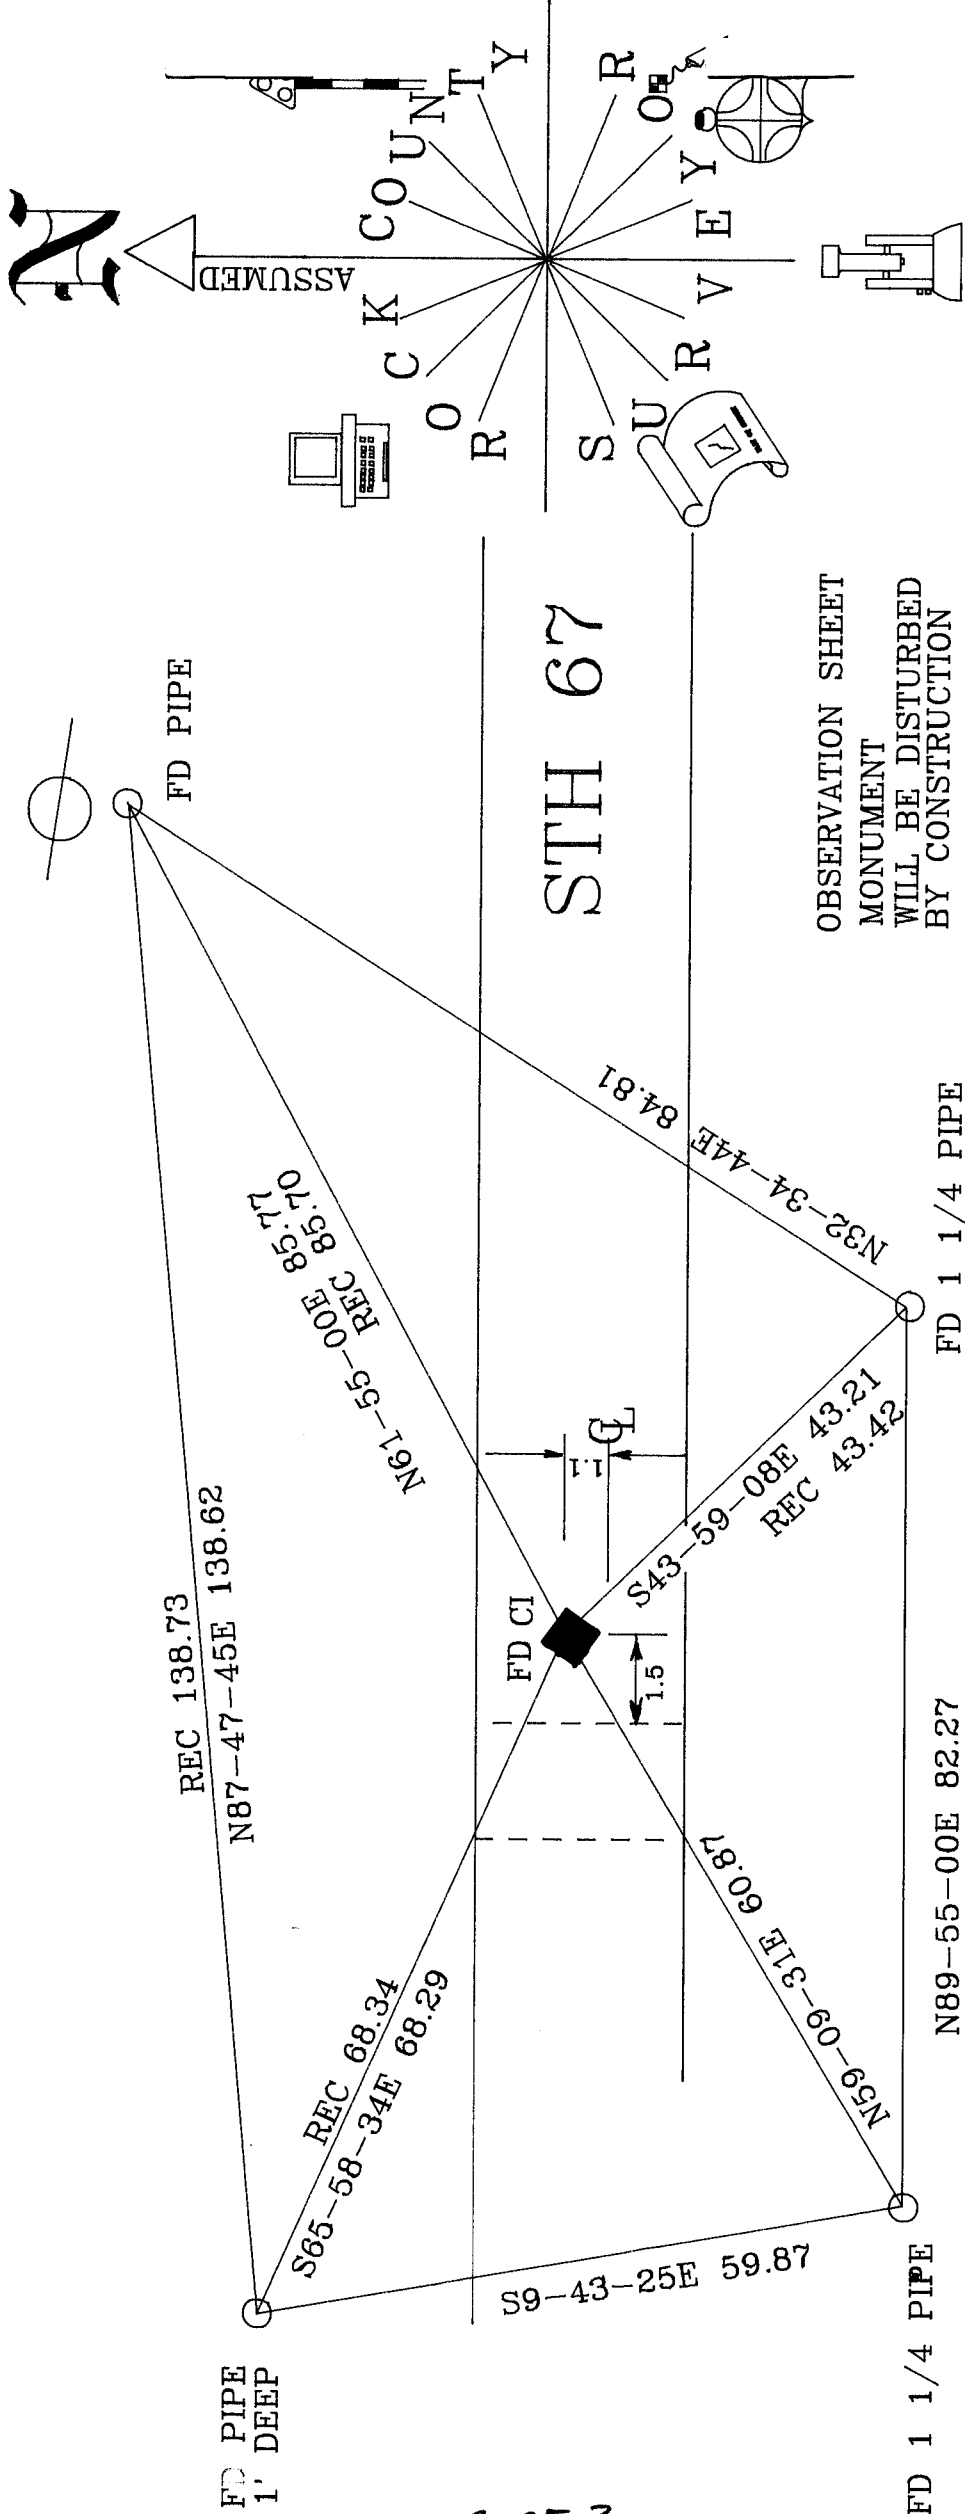 N
ASSUMED
ROCK COUNTY
SURVEYOR
FD PIPE
STH 67
OBSERVATION SHEET
MONUMENT
WILL BE DISTURBED
BY CONSTRUCTION
REC 138.73
N87-47-45E 138.62
N61-55-00E 85.77
REC 85.70
N32-34-44E 84.81
FD CI
1.1
CL
1.5
S43-59-08E 43.21
REC 43.42
FD 1 1/4 PIPE
REC 68.34
S65-58-34E 68.29
N59-09-31E 60.87
N89-55-00E 82.27
S9-43-25E 59.87
FD PIPE
1' DEEP
FD 1 1/4 PIPE